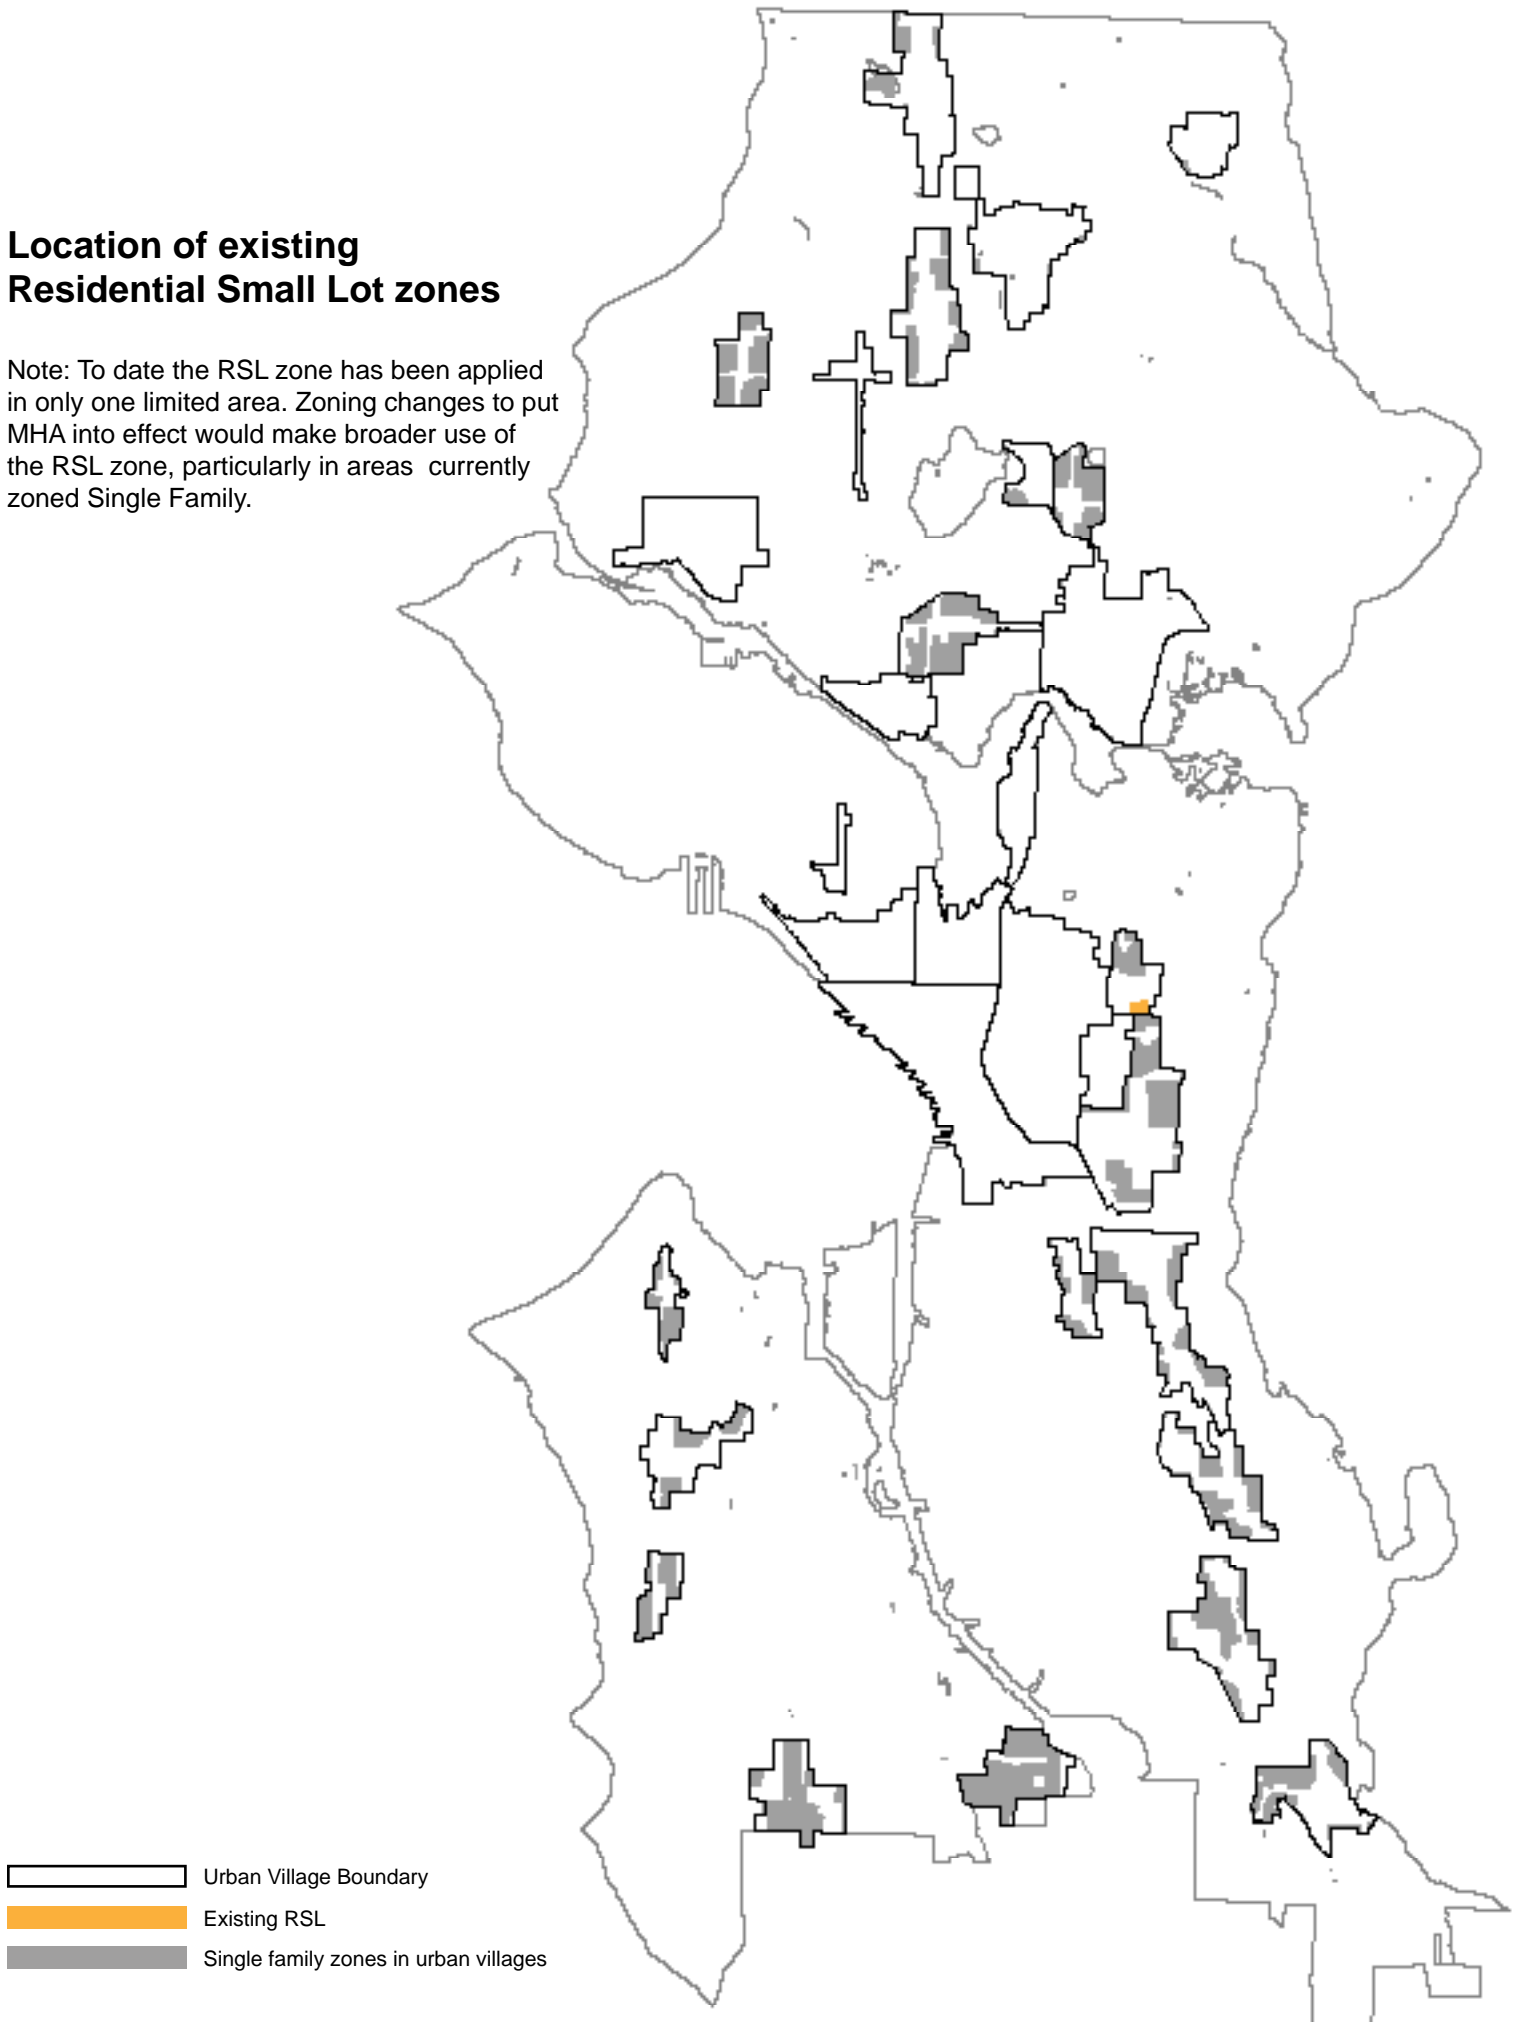 Location of existing
Residential Small Lot zones
Note: To date the RSL zone has been applied
in only one limited area. Zoning changes to put
MHA into effect would make broader use of
the RSL zone, particularly in areas  currently
zoned Single Family.
Urban Village Boundary
Existing RSL
Single family zones in urban villages